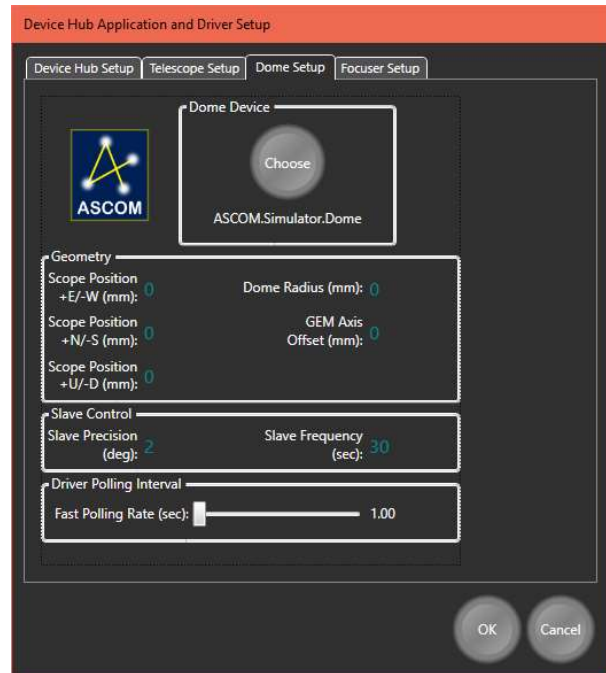 Device Hub Application and Driver Setup
Device Hub Setup Telescope Setup Dome Setup Focuser Setup
Dome Device
Choose
ASCOM
ASCOM.Simulator.Dome
Geometry
Scope Position
+E/-W (mm): 0
Dome Radius (mm): 0
Scope Position
+N/-S (mm): 0
GEM Axis
Offset (mm): 0
Scope Position
+U/-D (mm): 0
Slave Control
Slave Precision
(deg): 2
Slave Frequency
(sec): 30
Driver Polling Interval
Fast Polling Rate (sec): 1.00
OK Cancel